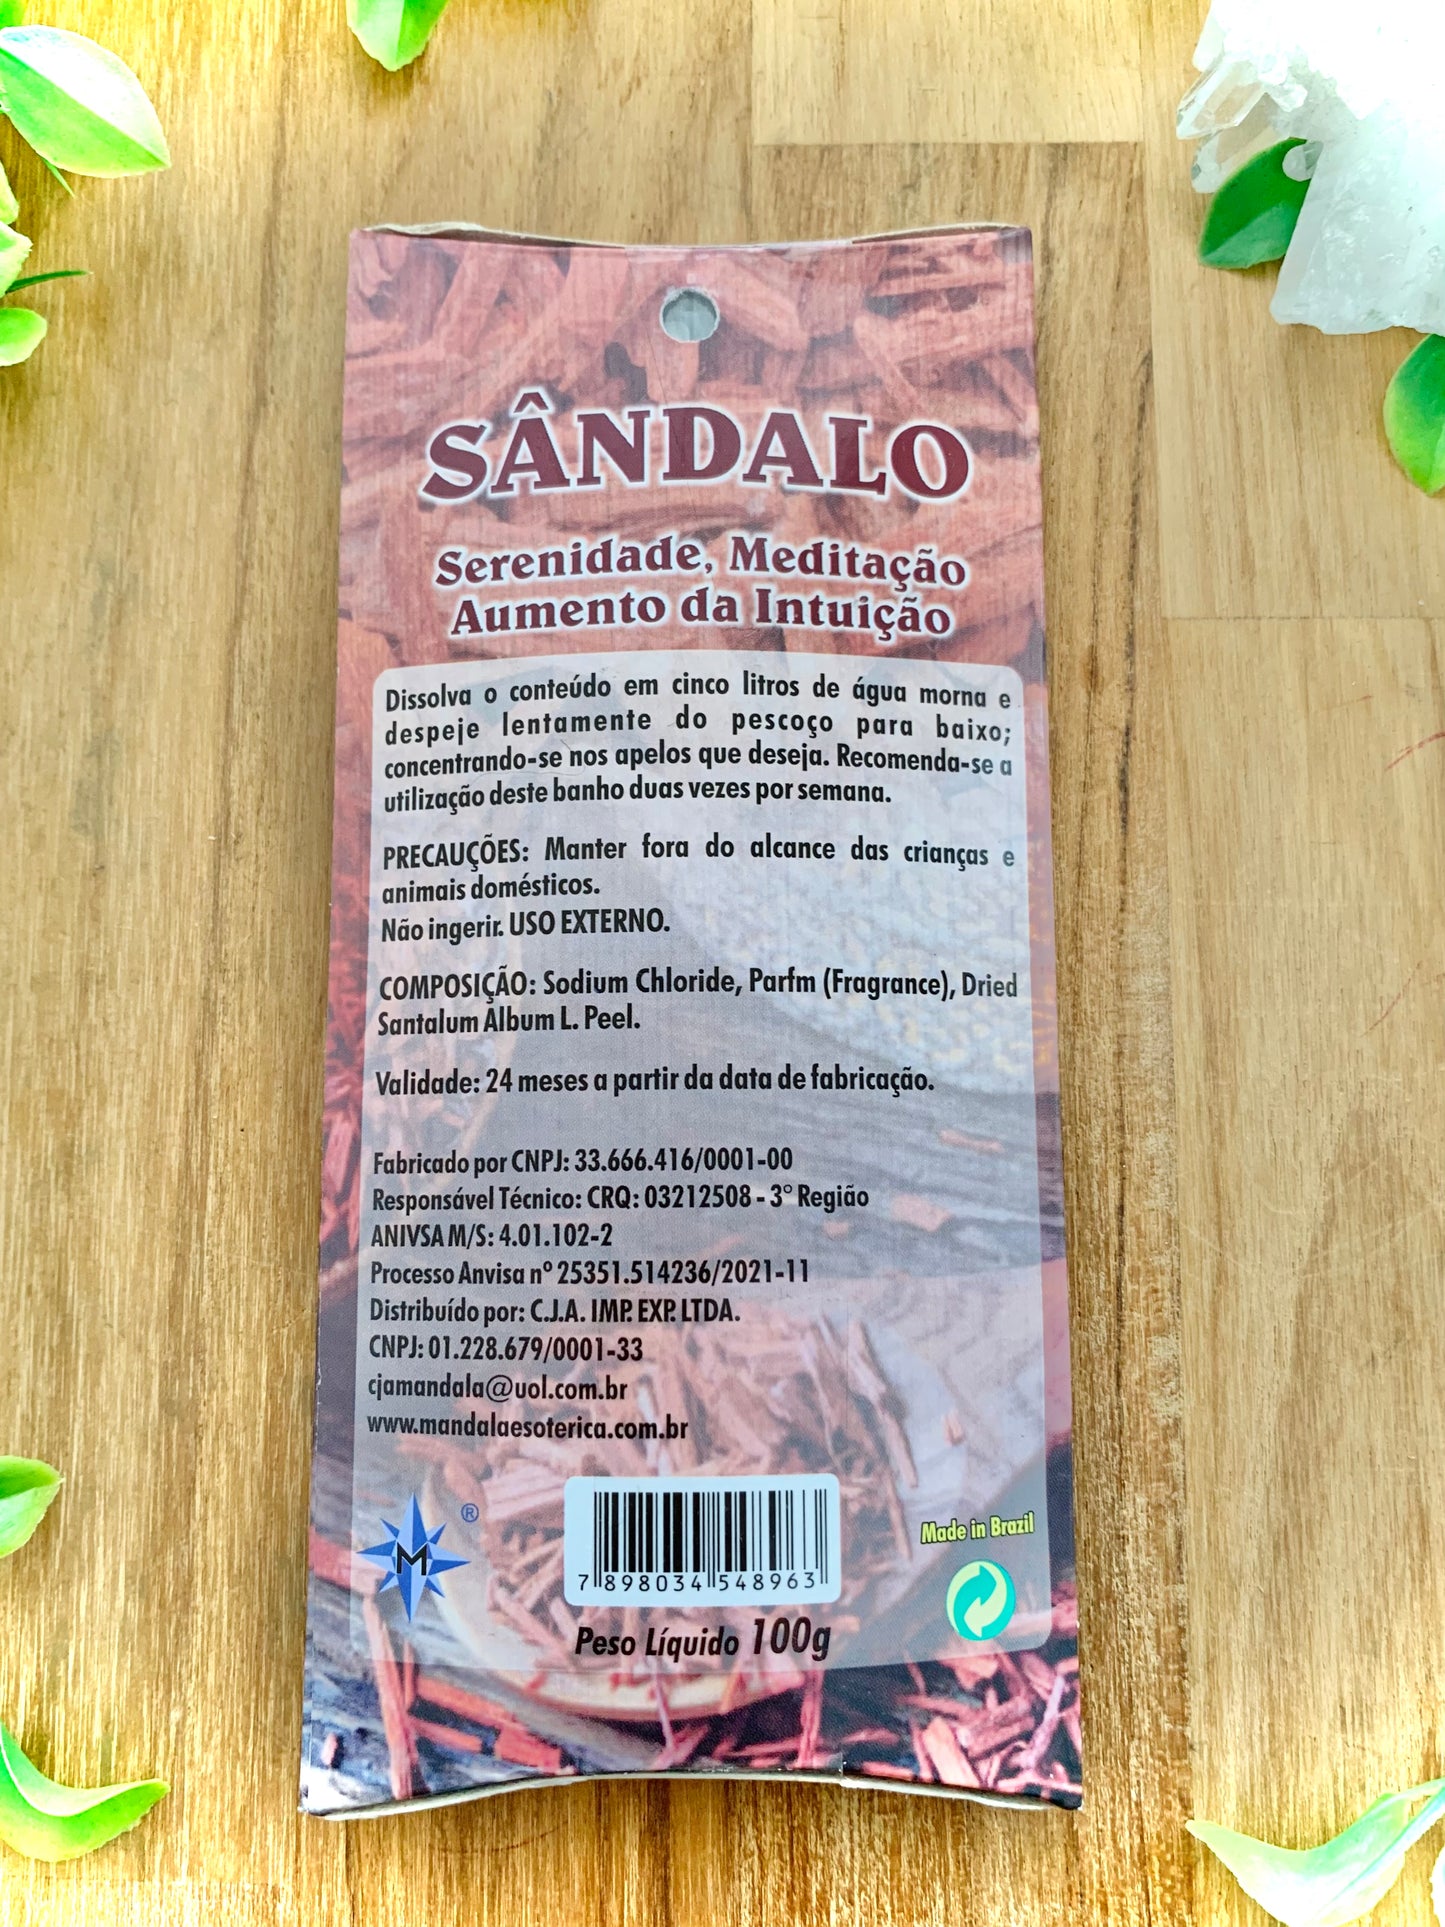 SÂNDALO
Serenidade, Meditação
Aumento da Intuição
Dissolva o conteúdo em cinco litros de água morna e
despeje lentamente do pescoço para baixo;
concentrando-se nos apelos que deseja. Recomenda-se a
utilização deste banho duas vezes por semana.
PRECAUÇÕES: Manter fora do alcance das crianças e
animais domésticos.
Não ingerir. USO EXTERNO.
COMPOSIÇÃO: Sodium Chloride, Parfm (Fragrance), Dried
Santalum Album L. Peel.
Validade: 24 meses a partir da data de fabricação.
Fabricado por CNPJ: 33.666.416/0001-00
Responsável Técnico: CRQ: 03212508 - 3° Região
ANIVSA M/S: 4.01.102-2
Processo Anvisa nº 25351.514236/2021-11
Distribuído por: C.J.A. IMP. EXP. LTDA.
CNPJ: 01.228.679/0001-33
cjamandala@uol.com.br
www.mandalaesoterica.com.br
M ®
7 898034 548963
Made in Brazil
Peso Líquido 100g